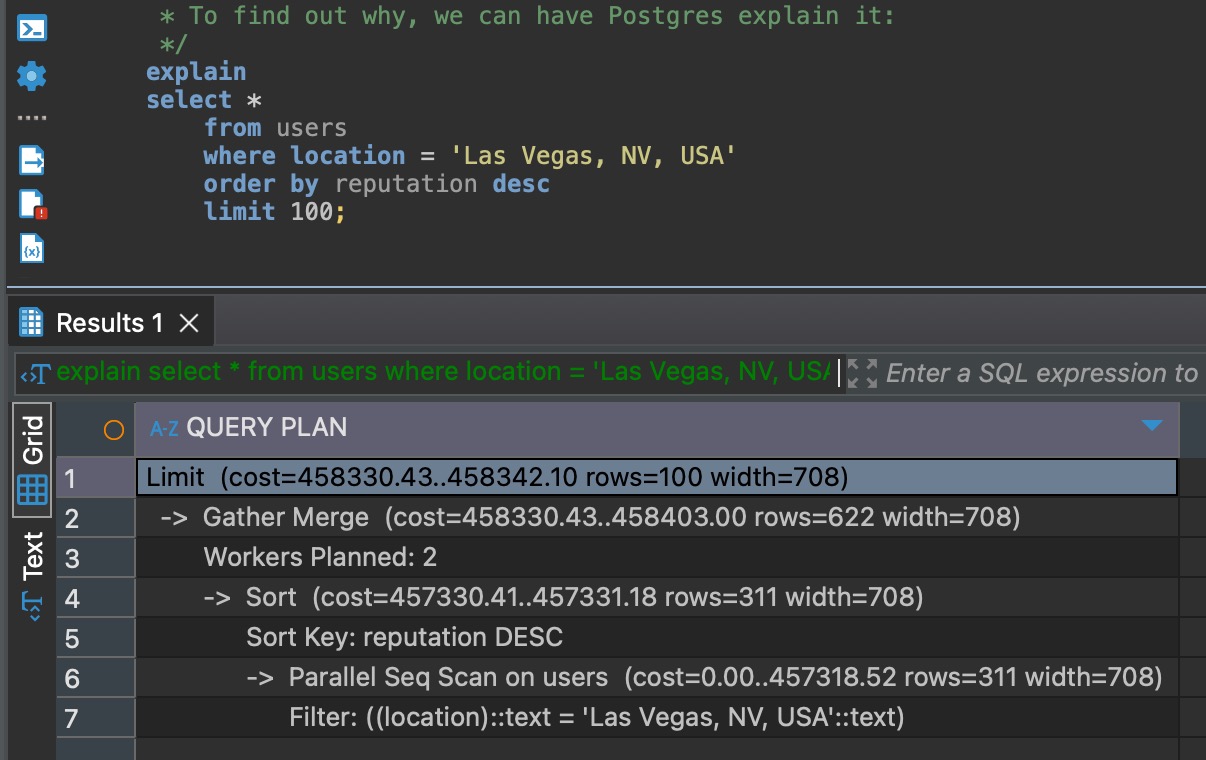 * To find out why, we can have Postgres explain it:
*/
explain
select *
from users
where location = 'Las Vegas, NV, USA'
order by reputation desc
limit 100;
Results 1
explain select * from users where location = 'Las Vegas, NV, USA
Enter a SQL expression to
Grid
Text
A-Z QUERY PLAN
1 Limit (cost=458330.43..458342.10 rows=100 width=708)
2 -> Gather Merge (cost=458330.43..458403.00 rows=622 width=708)
3 Workers Planned: 2
4 -> Sort (cost=457330.41..457331.18 rows=311 width=708)
5 Sort Key: reputation DESC
6 -> Parallel Seq Scan on users (cost=0.00..457318.52 rows=311 width=708)
7 Filter: ((location)::text = 'Las Vegas, NV, USA'::text)